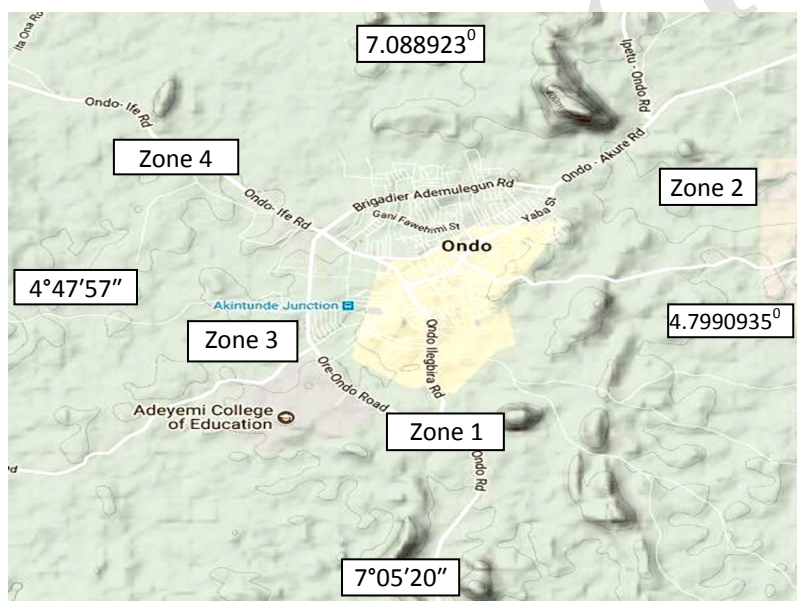 Ita Ona Rd
7.088923⁰
Ipetu - Ondo Rd
Ondo- Ife Rd
Zone 4
Ondo - Akure Rd
Zone 2
Brigadier Ademulegun Rd
Ondo- Ife Rd
Gani Fawehimi St
Yaba St
Ondo
4°47′57″
Akintunde Junction
4.7990935⁰
Zone 3
Ondo Ilegbira Rd
Ore-Ondo Road
Adeyemi College
of Education
Zone 1
Ondo Rd
7°05′20″